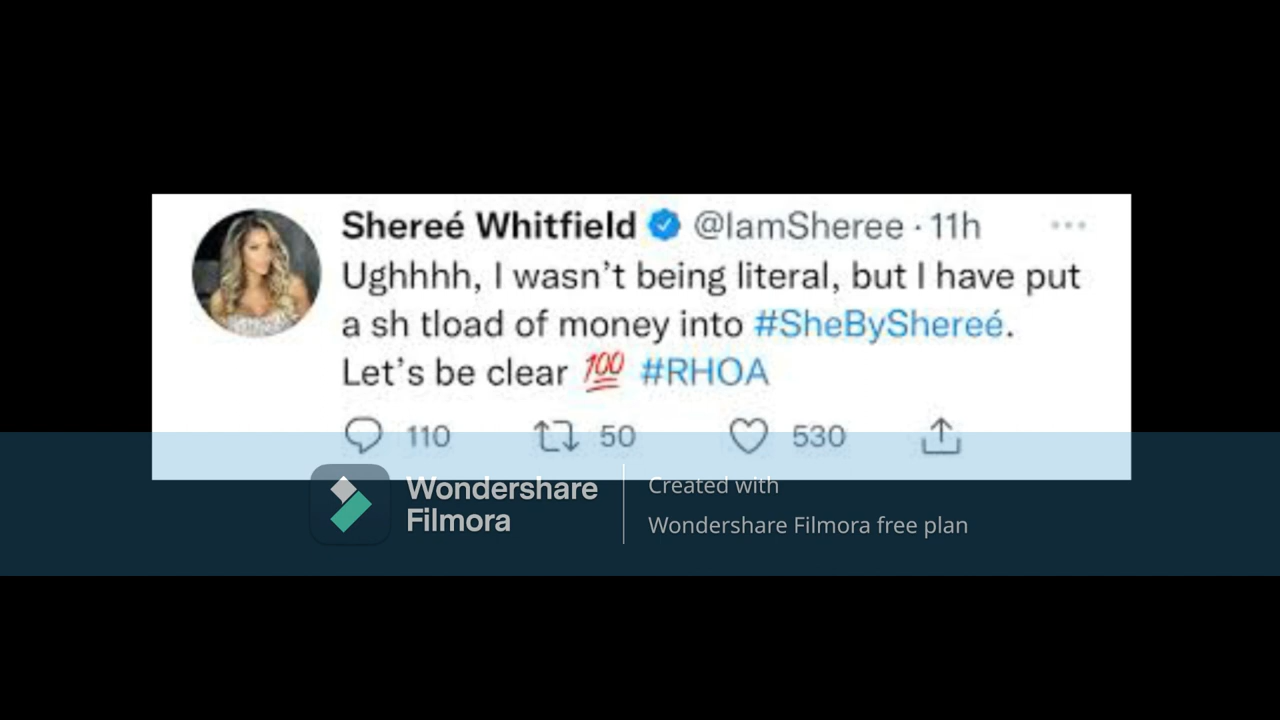 Shereé Whitfield @IamSheree · 11h
Ughhhh, I wasn't being literal, but I have put
a sh tload of money into #SheByShereé.
Let's be clear 💯 #RHOA
110 50 530
Wondershare
Filmora
Created with
Wondershare Filmora free plan